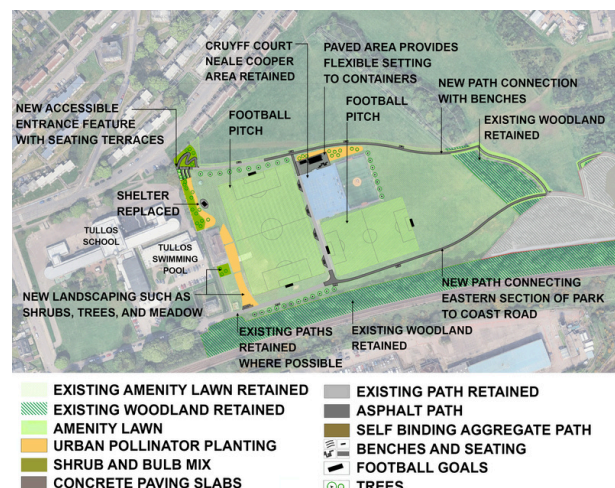 CRUYFF COURT
NEALE COOPER
AREA RETAINED
PAVED AREA PROVIDES
FLEXIBLE SETTING
TO CONTAINERS
NEW PATH CONNECTION
WITH BENCHES
NEW ACCESSIBLE
ENTRANCE FEATURE
WITH SEATING TERRACES
FOOTBALL
PITCH
FOOTBALL
PITCH
EXISTING WOODLAND
RETAINED
SHELTER
REPLACED
TULLOS
SCHOOL
TULLOS
SWIMMING
POOL
NEW LANDSCAPING SUCH AS
SHRUBS, TREES, AND MEADOW
EXISTING PATHS
RETAINED
WHERE POSSIBLE
EXISTING WOODLAND
RETAINED
NEW PATH CONNECTING
EASTERN SECTION OF PARK
TO COAST ROAD
EXISTING AMENITY LAWN RETAINED
EXISTING WOODLAND RETAINED
AMENITY LAWN
URBAN POLLINATOR PLANTING
SHRUB AND BULB MIX
CONCRETE PAVING SLABS
EXISTING PATH RETAINED
ASPHALT PATH
SELF BINDING AGGREGATE PATH
BENCHES AND SEATING
FOOTBALL GOALS
TREES